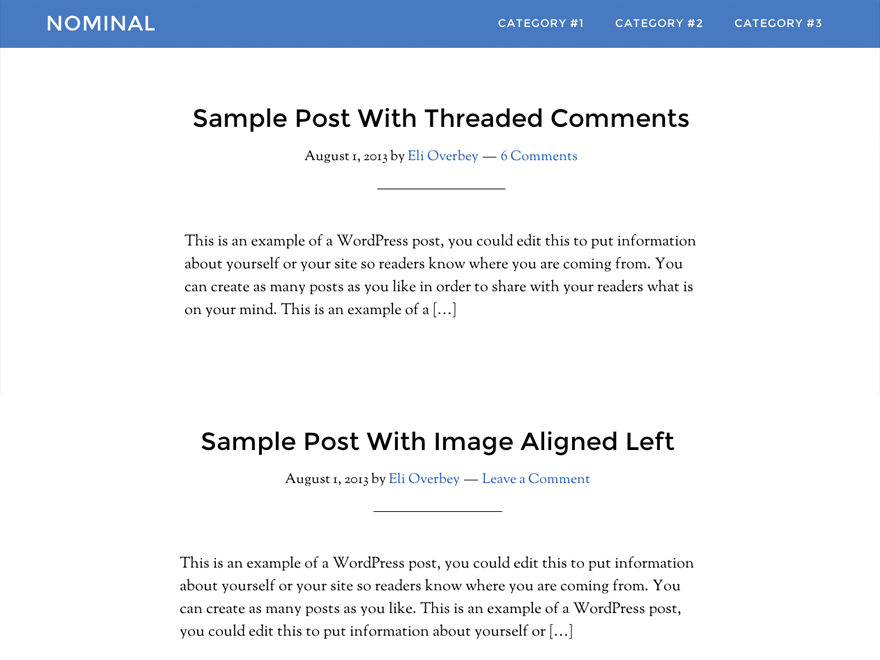 NOMINAL CATEGORY #1 CATEGORY #2 CATEGORY #3
Sample Post With Threaded Comments
August 1, 2013 by Eli Overbey — 6 Comments
This is an example of a WordPress post, you could edit this to put information
about yourself or your site so readers know where you are coming from. You
can create as many posts as you like in order to share with your readers what is
on your mind. This is an example of a […]
Sample Post With Image Aligned Left
August 1, 2013 by Eli Overbey — Leave a Comment
This is an example of a WordPress post, you could edit this to put information
about yourself or your site so readers know where you are coming from. You
can create as many posts as you like. This is an example of a WordPress post,
you could edit this to put information about yourself or […]